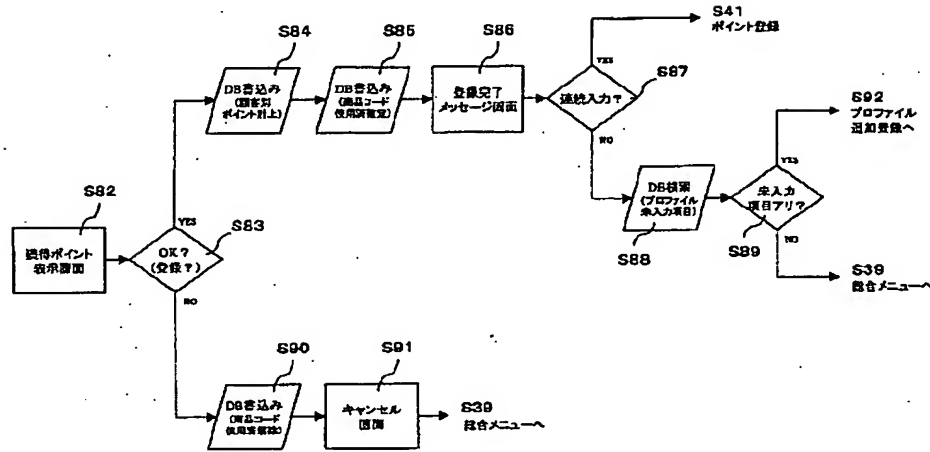 S84
S85
S86
S41
ポイント登録
DB書込み
(顧客別
ポイント計上)
DB書込み
(商品コード
使用済確定)
登録完了
メッセージ画面
YES
連続入力?
S87
NO
S92
プロファイル
追加登録へ
S82
獲得ポイント
表示画面
YES
S83
OK?
(登録?)
NO
DB検索
(プロファイル
未入力項目)
S88
YES
未入力
項目アリ?
S89
NO
S39
総合メニューへ
S90
S91
DB書込み
(商品コード
使用済解除)
キャンセル
画面
S39
総合メニューへ